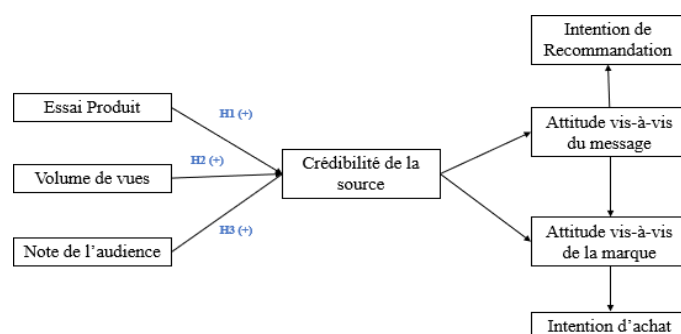 Intention de
Recommandation
Essai Produit
H1 (+)
Attitude vis-à-vis
du message
H2 (+)
Volume de vues
Crédibilité de la
source
H3 (+)
Note de l’audience
Attitude vis-à-vis
de la marque
Intention d’achat